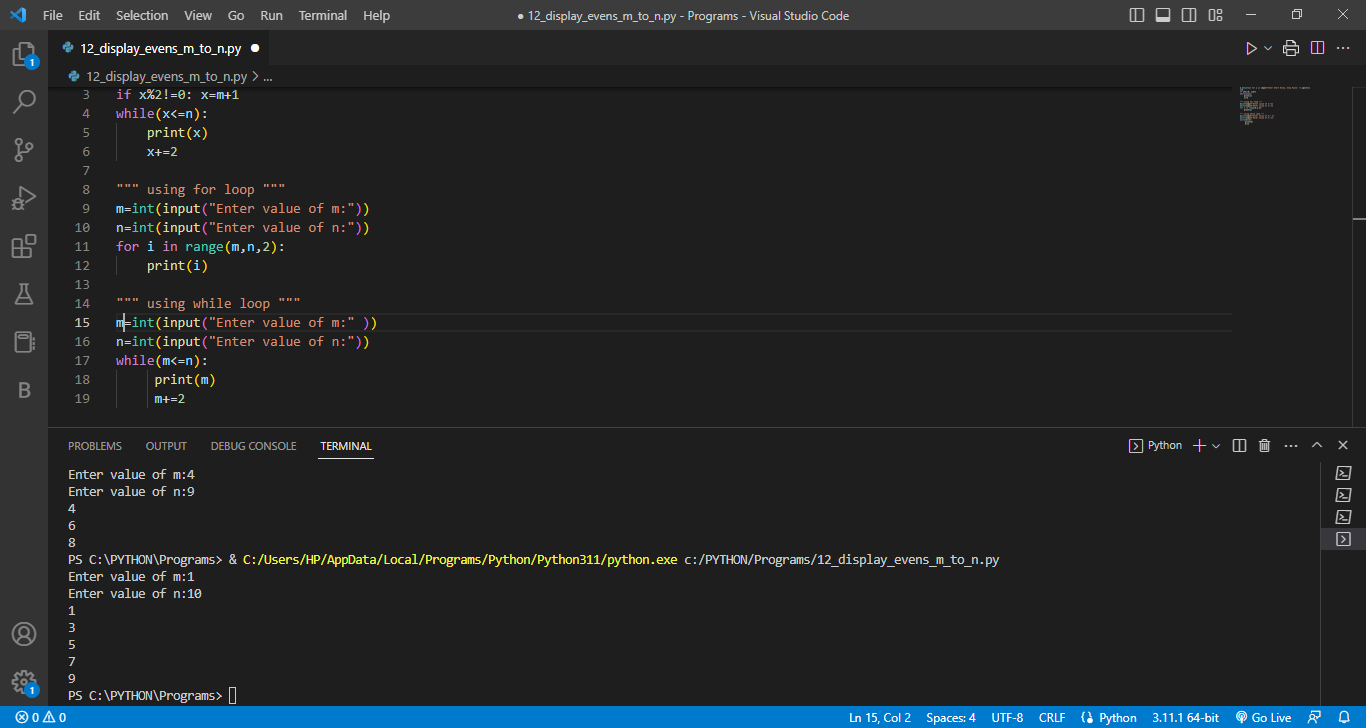 File Edit Selection View Go Run Terminal Help
● 12_display_evens_m_to_n.py - Programs - Visual Studio Code
12_display_evens_m_to_n.py ●
12_display_evens_m_to_n.py > ...
3 if x%2!=0: x=m+1
4 while(x<=n):
5 print(x)
6 x+=2
7
8 """ using for loop """
9 m=int(input("Enter value of m:"))
10 n=int(input("Enter value of n:"))
11 for i in range(m,n,2):
12 print(i)
13
14 """ using while loop """
15 m=int(input("Enter value of m:" ))
16 n=int(input("Enter value of n:"))
17 while(m<=n):
18 print(m)
19 m+=2
1
B
1
PROBLEMS OUTPUT DEBUG CONSOLE TERMINAL
Python
Enter value of m:4
Enter value of n:9
4
6
8
PS C:\PYTHON\Programs> & C:/Users/HP/AppData/Local/Programs/Python/Python311/python.exe c:/PYTHON/Programs/12_display_evens_m_to_n.py
Enter value of m:1
Enter value of n:10
1
3
5
7
9
PS C:\PYTHON\Programs>
0 0 Ln 15, Col 2 Spaces: 4 UTF-8 CRLF Python 3.11.1 64-bit Go Live